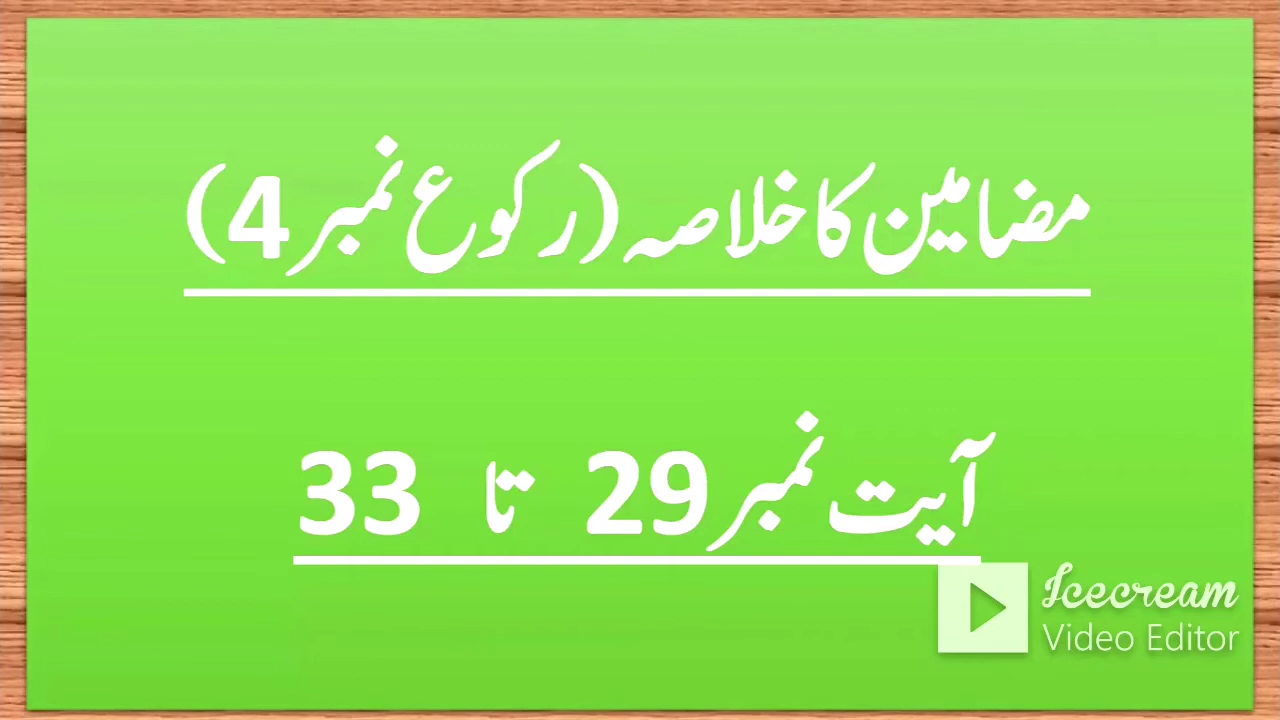 مضامین کا خلاصہ (رکوع نمبر 4)
آیت نمبر 29 تا 33
Icecream
Video Editor